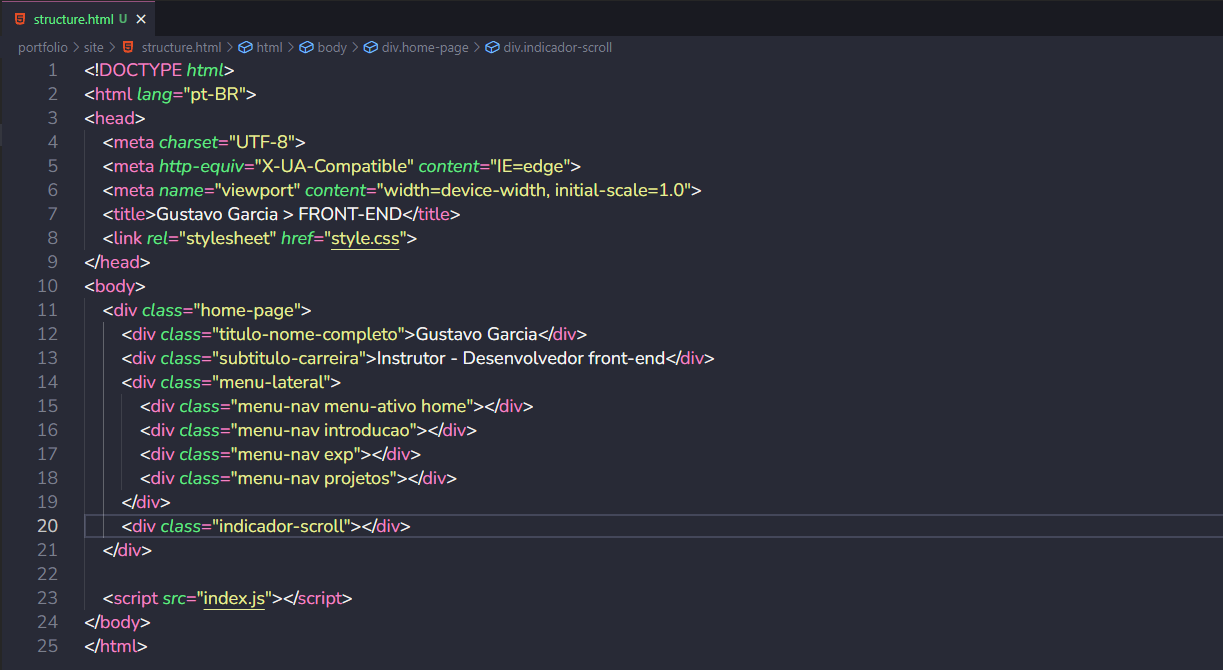 structure.html U ×
portfolio > site > structure.html > html > body > div.home-page > div.indicador-scroll
1 <!DOCTYPE html>
2 <html lang="pt-BR">
3 <head>
4 <meta charset="UTF-8">
5 <meta http-equiv="X-UA-Compatible" content="IE=edge">
6 <meta name="viewport" content="width=device-width, initial-scale=1.0">
7 <title>Gustavo Garcia > FRONT-END</title>
8 <link rel="stylesheet" href="style.css">
9 </head>
10 <body>
11 <div class="home-page">
12 <div class="titulo-nome-completo">Gustavo Garcia</div>
13 <div class="subtitulo-carreira">Instrutor - Desenvolvedor front-end</div>
14 <div class="menu-lateral">
15 <div class="menu-nav menu-ativo home"></div>
16 <div class="menu-nav introducao"></div>
17 <div class="menu-nav exp"></div>
18 <div class="menu-nav projetos"></div>
19 </div>
20 <div class="indicador-scroll"></div>
21 </div>
22
23 <script src="index.js"></script>
24 </body>
25 </html>